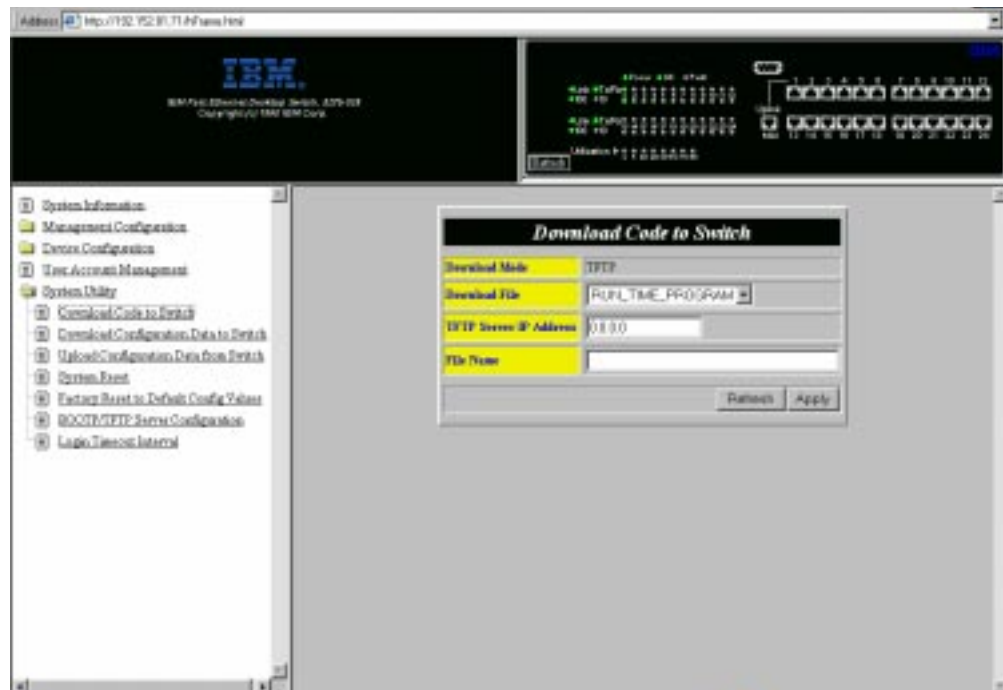 Address
IBM
Refresh
System Information
Management Configuration
Device Configuration
User Account Management
System Utility
Download Code to Switch
Download Configuration Data to Switch
Upload Configuration Data from Switch
System Reset
Factory Reset to Default Config Values
BOOTP/TFTP Server Configuration
Login Timeout Interval
Download Code to Switch
Download Mode TFTP
Download File RUN_TIME_PROGRAM
TFTP Server IP Address 0.0.0.0
File Name
Refresh Apply